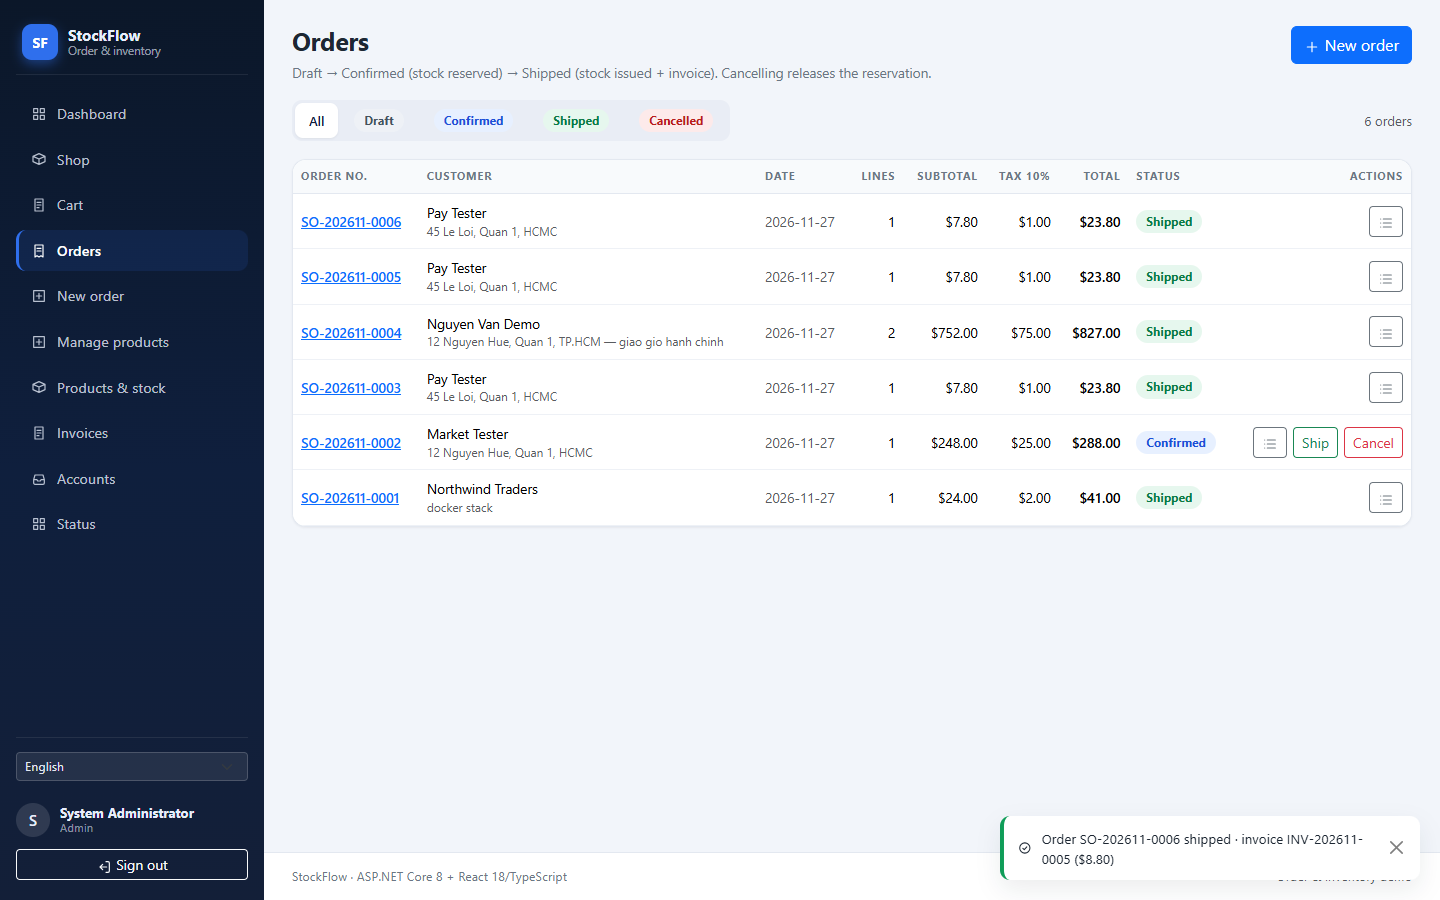 SF
StockFlow
Order & inventory
Dashboard
Shop
Cart
Orders
New order
Manage products
Products & stock
Invoices
Accounts
Status
English
S
System Administrator
Admin
Sign out
Orders
Draft → Confirmed (stock reserved) → Shipped (stock issued + invoice). Cancelling releases the reservation.
+ New order
All Draft Confirmed Shipped Cancelled
6 orders
ORDER NO. CUSTOMER DATE LINES SUBTOTAL TAX 10% TOTAL STATUS ACTIONS
SO-202611-0006 Pay Tester 2026-11-27 1 $7.80 $1.00 $23.80 Shipped
45 Le Loi, Quan 1, HCMC
SO-202611-0005 Pay Tester 2026-11-27 1 $7.80 $1.00 $23.80 Shipped
45 Le Loi, Quan 1, HCMC
SO-202611-0004 Nguyen Van Demo 2026-11-27 2 $752.00 $75.00 $827.00 Shipped
12 Nguyen Hue, Quan 1, TP.HCM — giao gio hanh chinh
SO-202611-0003 Pay Tester 2026-11-27 1 $7.80 $1.00 $23.80 Shipped
45 Le Loi, Quan 1, HCMC
SO-202611-0002 Market Tester 2026-11-27 1 $248.00 $25.00 $288.00 Confirmed Ship Cancel
12 Nguyen Hue, Quan 1, HCMC
SO-202611-0001 Northwind Traders 2026-11-27 1 $24.00 $2.00 $41.00 Shipped
docker stack
Order SO-202611-0006 shipped · invoice INV-202611-
0005 ($8.80)
StockFlow · ASP.NET Core 8 + React 18/TypeScript